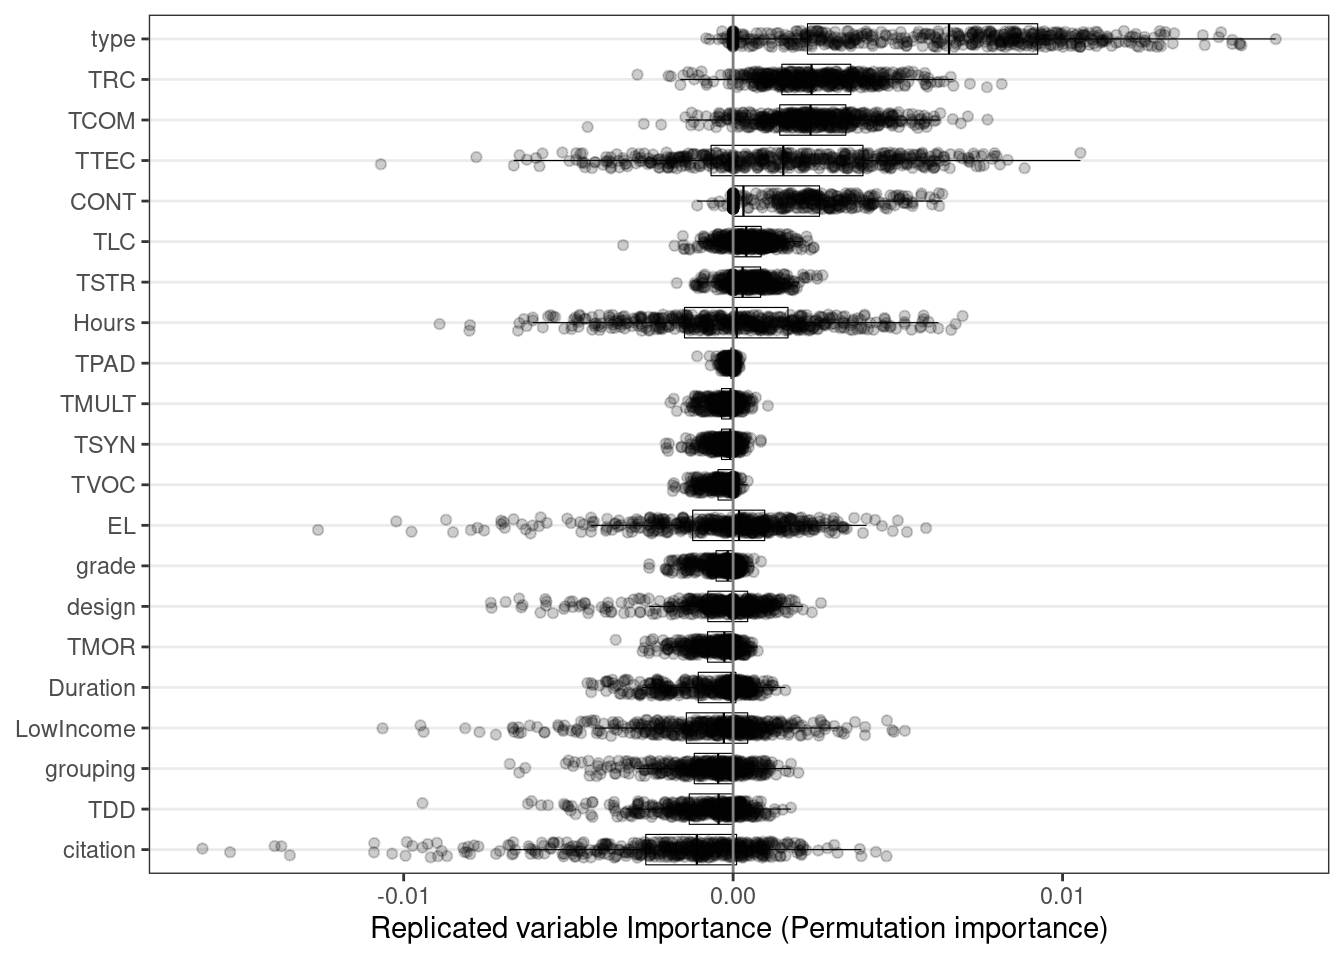 type
TRC
TCOM
TTEC
CONT
TLC
TSTR
Hours
TPAD
TMULT
TSYN
TVOC
EL
grade
design
TMOR
Duration
LowIncome
grouping
TDD
citation
-0.01 0.00 0.01
Replicated variable Importance (Permutation importance)